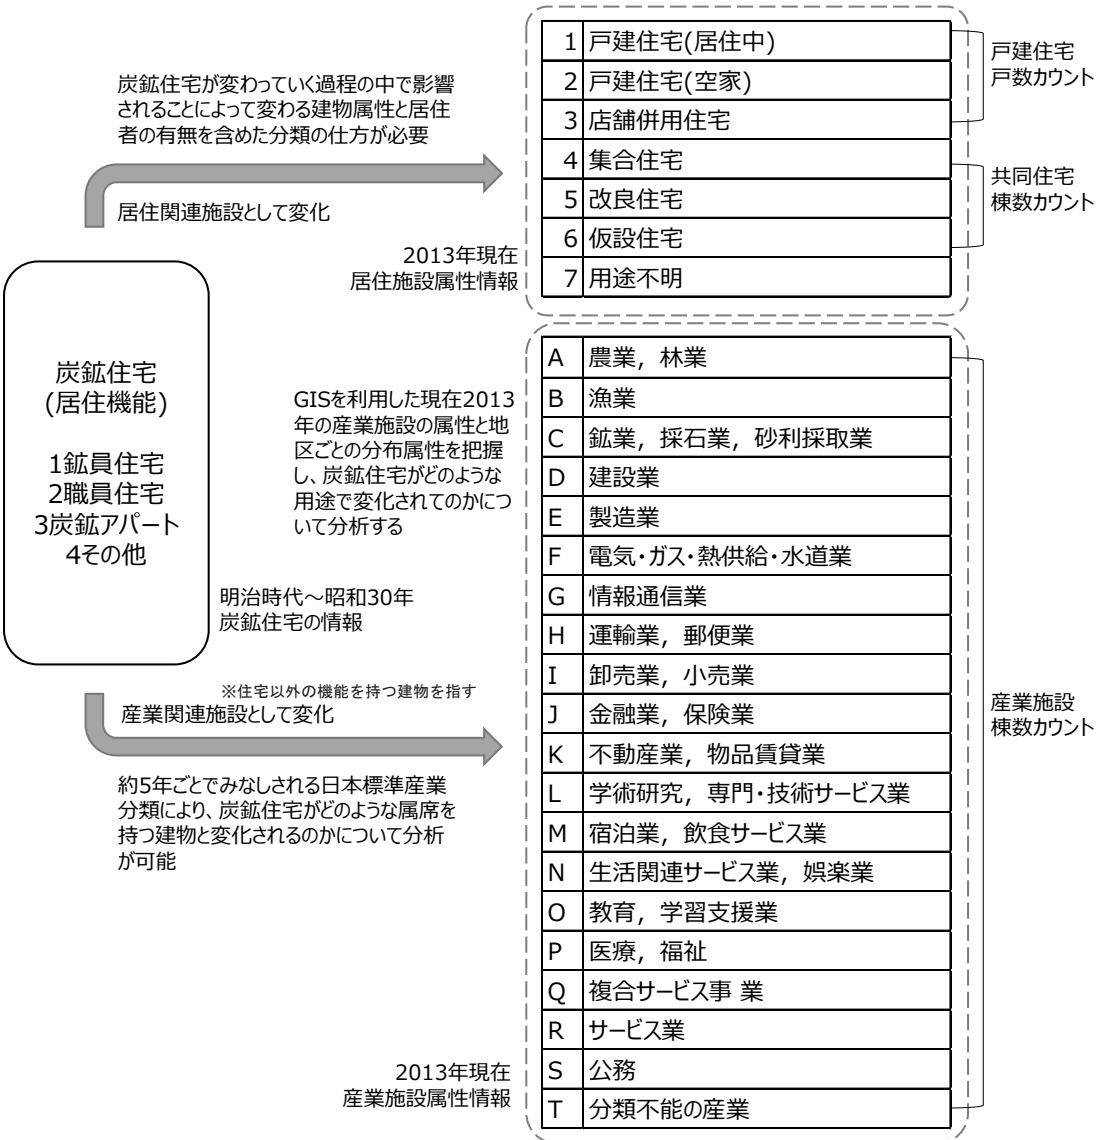 炭鉱住宅が変わっていく過程の中で影響
されることによって変わる建物属性と居住
者の有無を含めた分類の仕方が必要
居住関連施設として変化
2013年現在
居住施設属性情報
1 戸建住宅(居住中)
2 戸建住宅(空家)
3 店舗併用住宅
4 集合住宅
5 改良住宅
6 仮設住宅
7 用途不明
戸建住宅
戸数カウント
共同住宅
棟数カウント
炭鉱住宅
(居住機能)
1鉱員住宅
2職員住宅
3炭鉱アパート
4その他
明治時代～昭和30年
炭鉱住宅の情報
GISを利用した現在2013
年の産業施設の属性と地
区ごとの分布属性を把握
し、炭鉱住宅がどのような
用途で変化されてのかにつ
いて分析する
※住宅以外の機能を持つ建物を指す
産業関連施設として変化
約5年ごとでみなしされる日本標準産業
分類により、炭鉱住宅がどのような属席を
持つ建物と変化されるのかについて分析
が可能
2013年現在
産業施設属性情報
A 農業，林業
B 漁業
C 鉱業，採石業，砂利採取業
D 建設業
E 製造業
F 電気・ガス・熱供給・水道業
G 情報通信業
H 運輸業，郵便業
I 卸売業，小売業
J 金融業，保険業
K 不動産業，物品賃貸業
L 学術研究，専門・技術サービス業
M 宿泊業，飲食サービス業
N 生活関連サービス業，娯楽業
O 教育，学習支援業
P 医療，福祉
Q 複合サービス事 業
R サービス業
S 公務
T 分類不能の産業
産業施設
棟数カウント